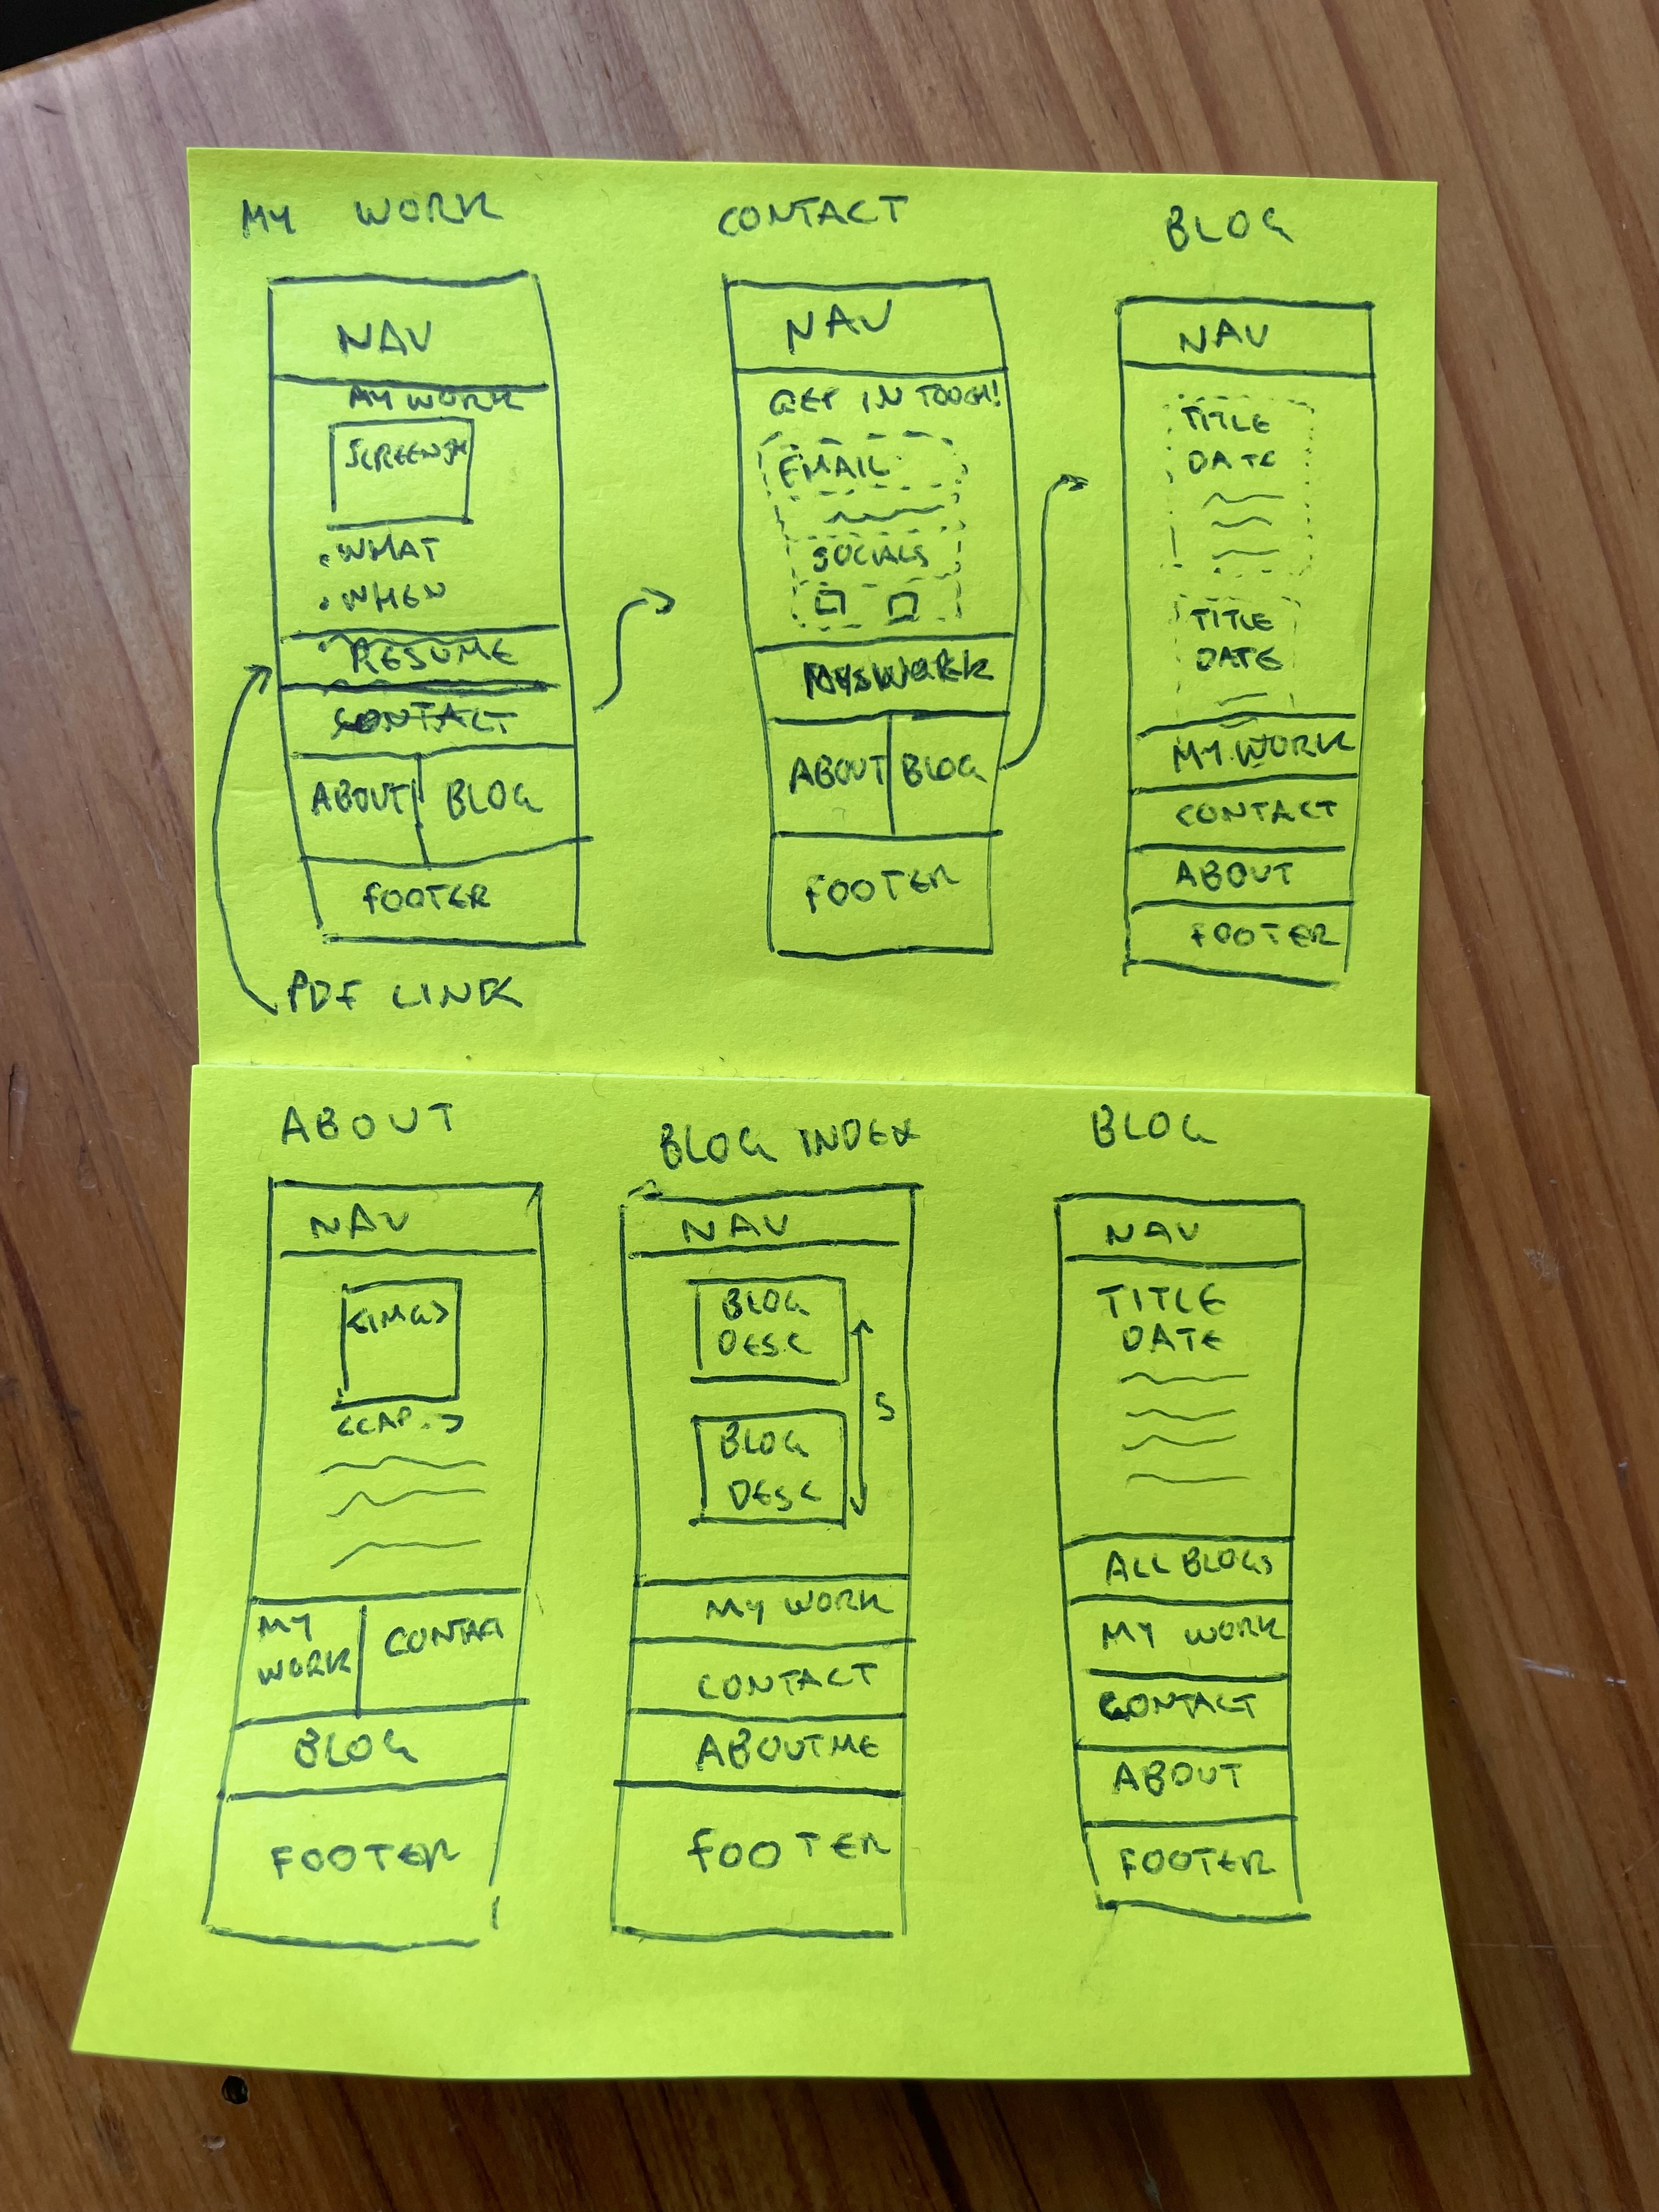 MY WORK
NAV
MY WORK
SCREENSH
. WHAT
. WHEN
RESUME
CONTACT
ABOUT BLOG
FOOTER
PDF LINK
CONTACT
NAV
GET IN TOUCH!
EMAIL
SOCIALS
WORK
ABOUT BLOG
FOOTER
BLOG
NAV
TITLE
DATE
TITLE
DATE
MY WORK
CONTACT
ABOUT
FOOTER
ABOUT
NAV
<IMG>
<CAP.>
MY
WORK
CONTACT
BLOG
FOOTER
BLOG INDEX
NAV
BLOG
DESC
BLOG
DESC
5
MY WORK
CONTACT
ABOUT ME
FOOTER
BLOG
NAV
TITLE
DATE
ALL BLOGS
MY WORK
CONTACT
ABOUT
FOOTER